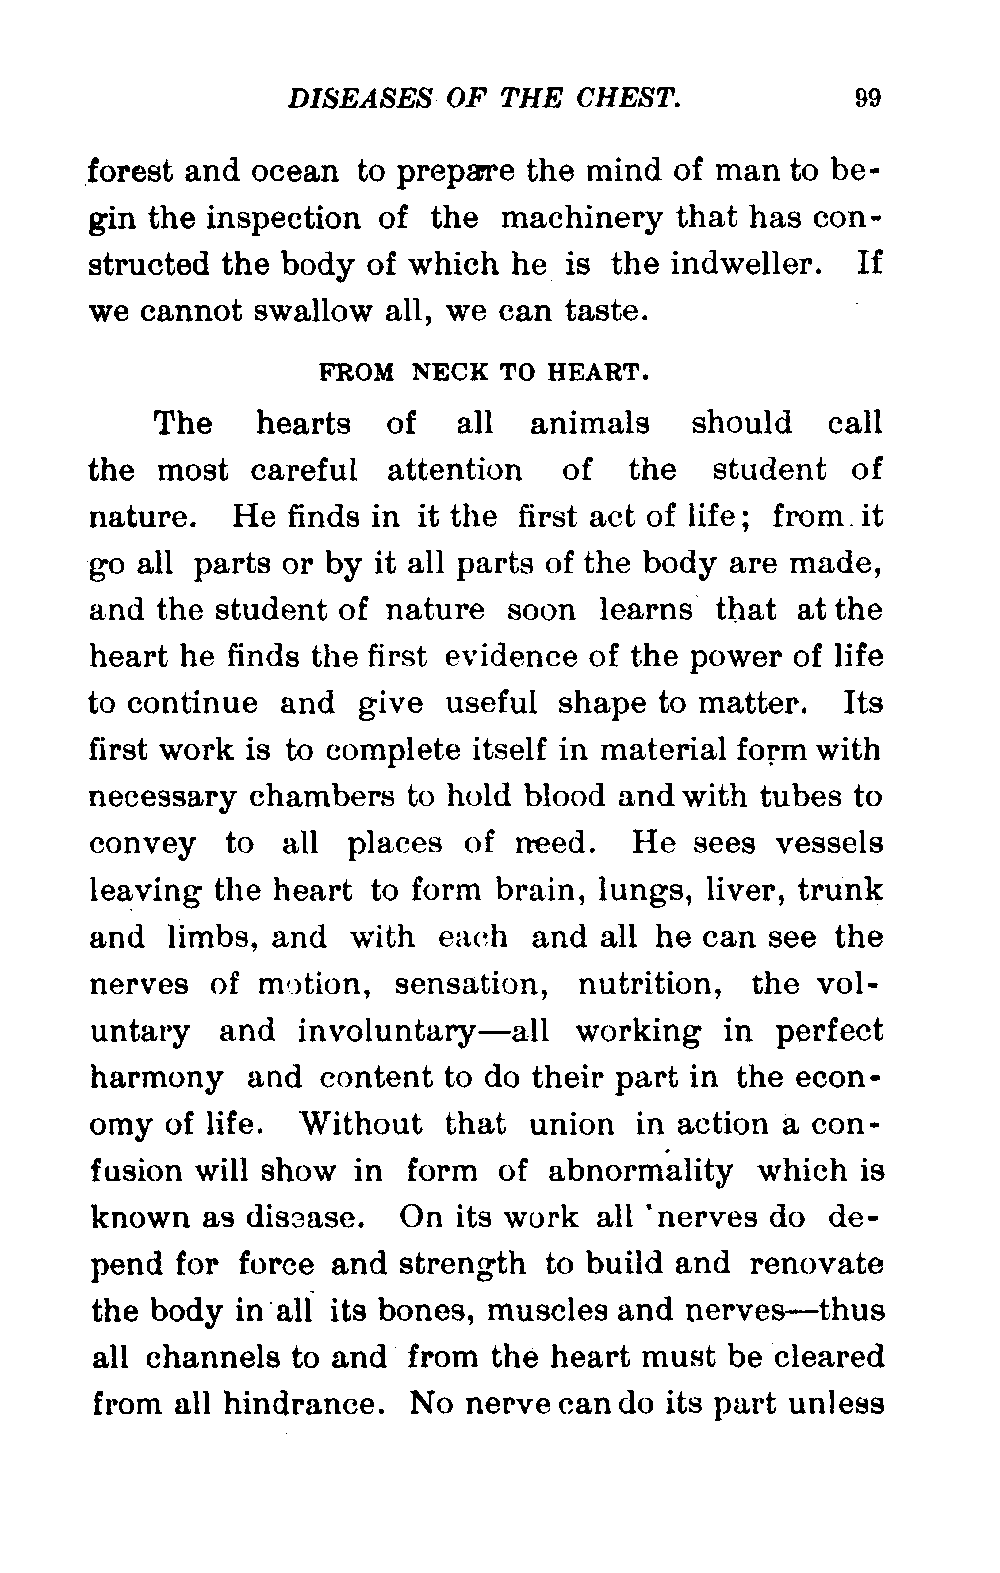 DISEASES OF THE CHEST. 99
forest and ocean to prepare the mind of man to be-
gin the inspection of the machinery that has con-
structed the body of which he is the indweller. If
we cannot swallow all, we can taste.
FROM NECK TO HEART.
The hearts of all animals should call
the most careful attention of the student of
nature. He finds in it the first act of life; from it
go all parts or by it all parts of the body are made,
and the student of nature soon learns that at the
heart he finds the first evidence of the power of life
to continue and give useful shape to matter. Its
first work is to complete itself in material form with
necessary chambers to hold blood and with tubes to
convey to all places of need. He sees vessels
leaving the heart to form brain, lungs, liver, trunk
and limbs, and with each and all he can see the
nerves of motion, sensation, nutrition, the vol-
untary and involuntary—all working in perfect
harmony and content to do their part in the econ-
omy of life. Without that union in action a con-
fusion will show in form of abnormality which is
known as disease. On its work all nerves do de-
pend for force and strength to build and renovate
the body in all its bones, muscles and nerves—thus
all channels to and from the heart must be cleared
from all hindrance. No nerve can do its part unless